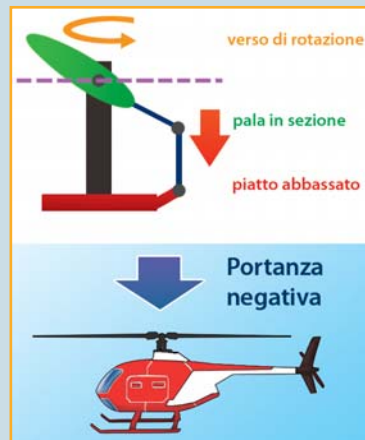 verso di rotazione
pala in sezione
piatto abbassato
Portanza
negativa